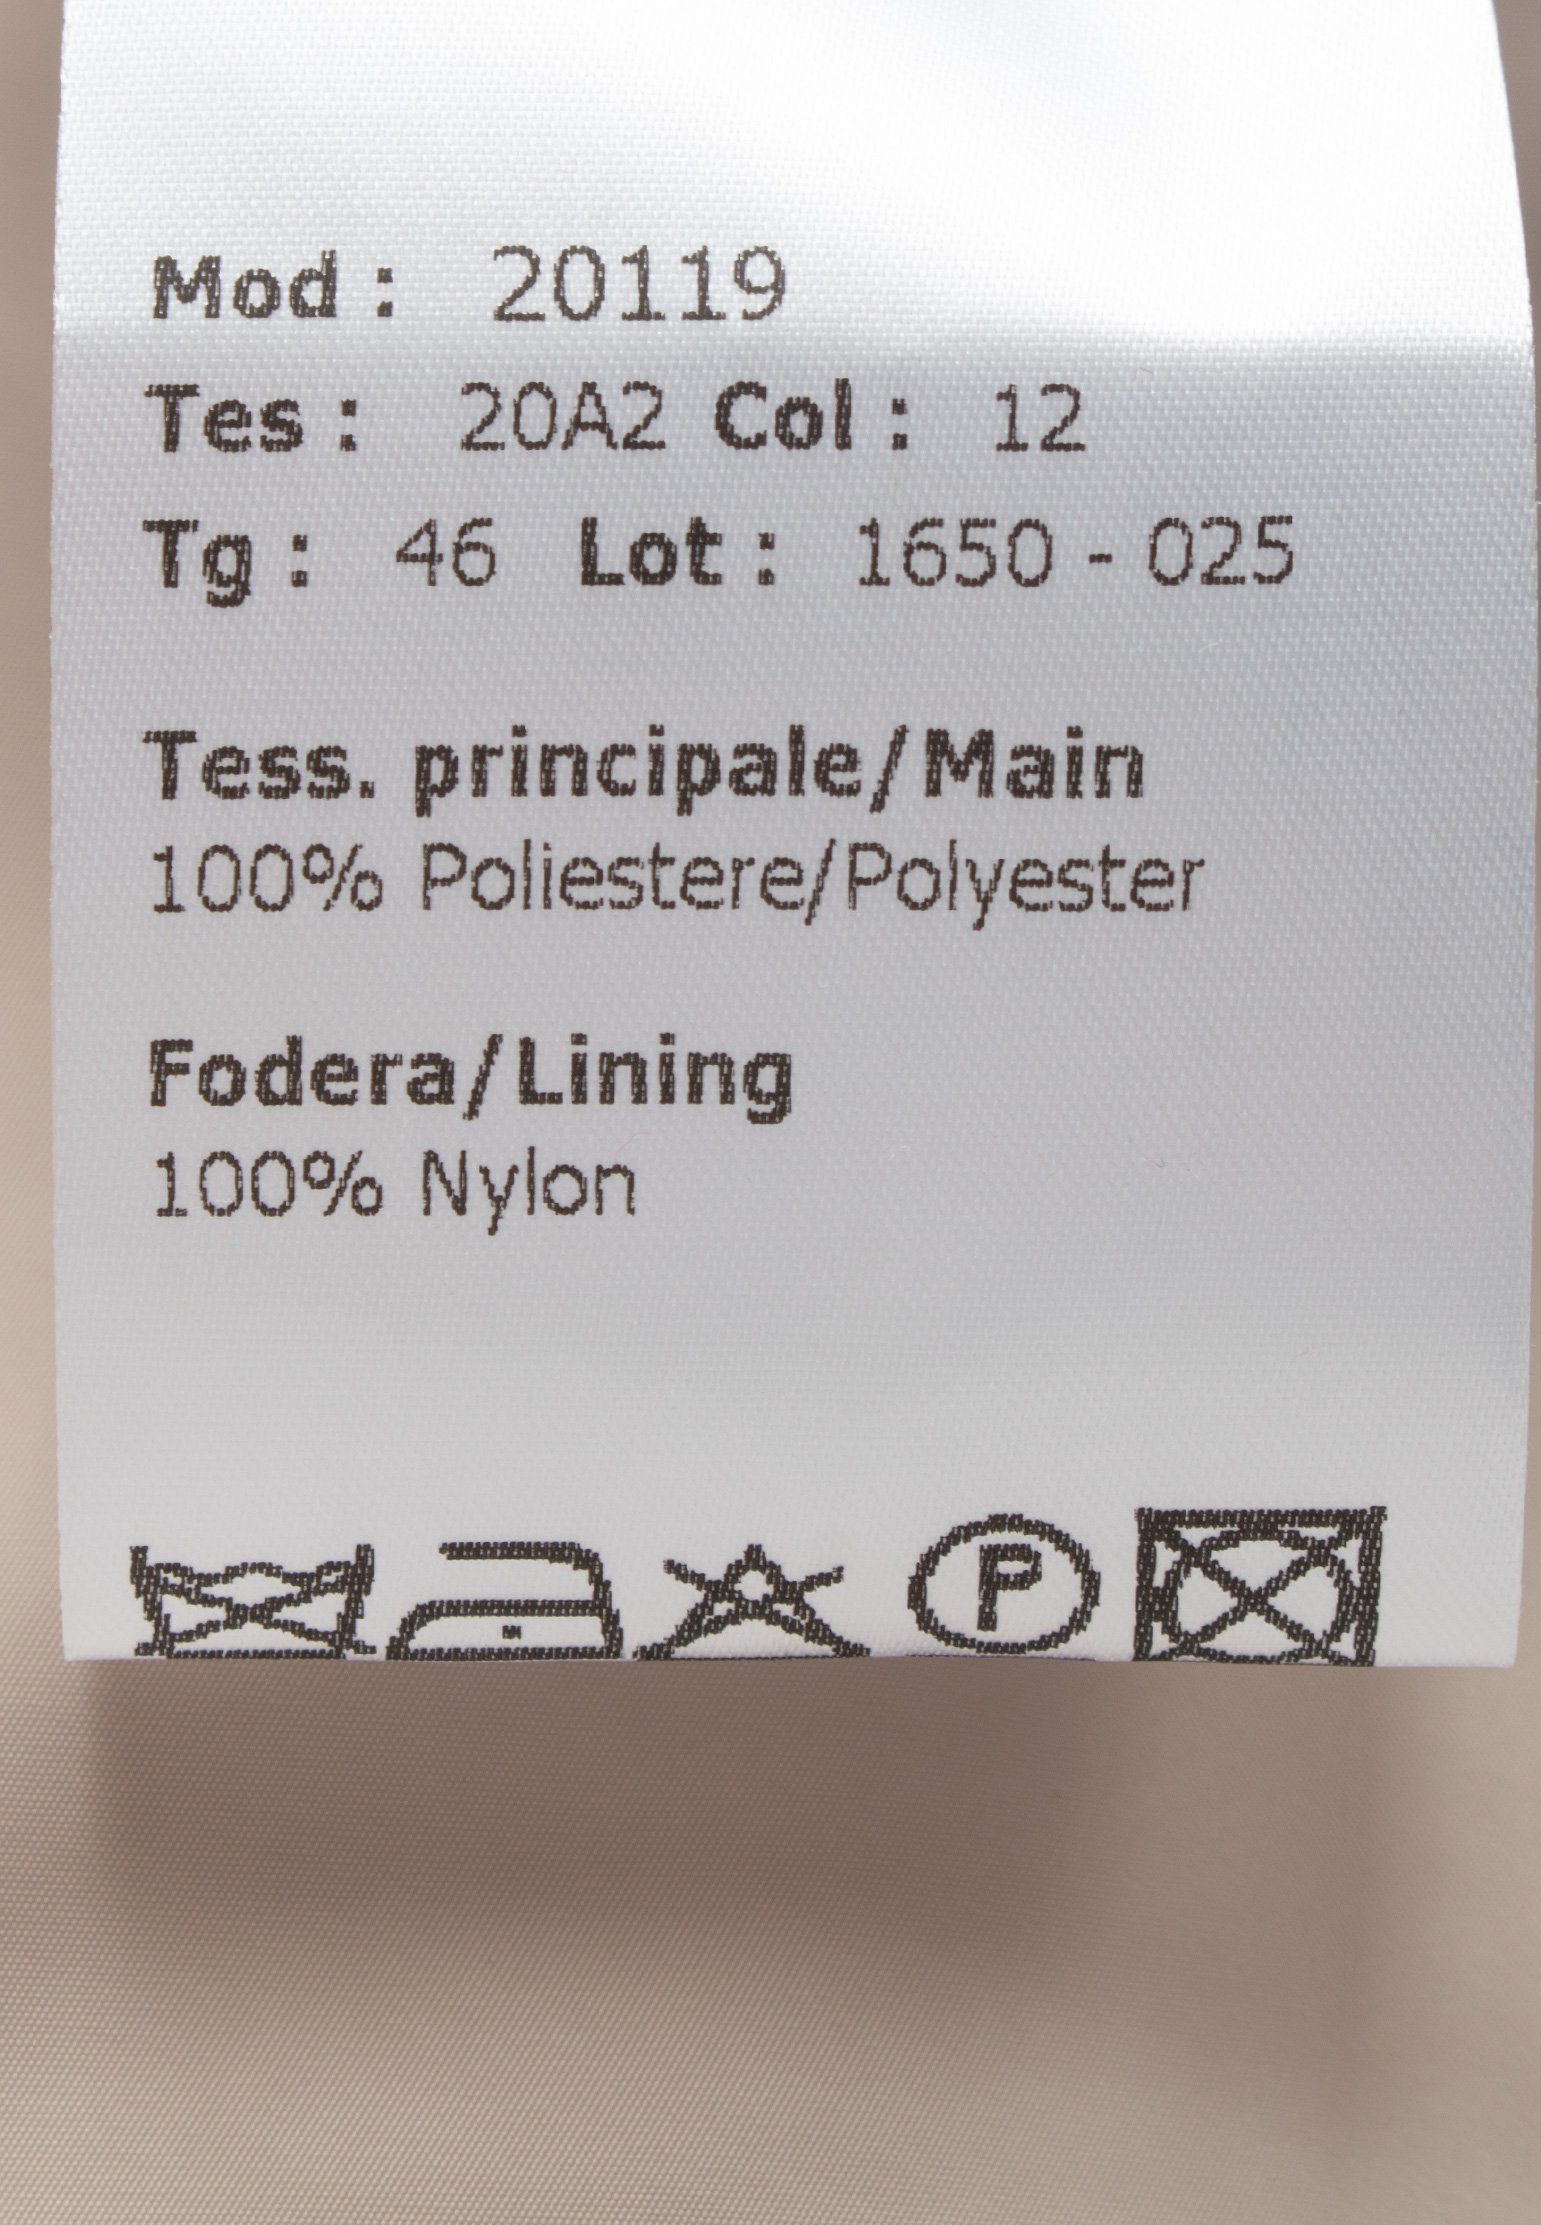 Mod : 20119
Tes : 20A2 Col : 12
Tg : 46 Lot : 1650 - 025
Tess. principale/Main
100% Poliestere/Polyester
Fodera/Lining
100% Nylon
P